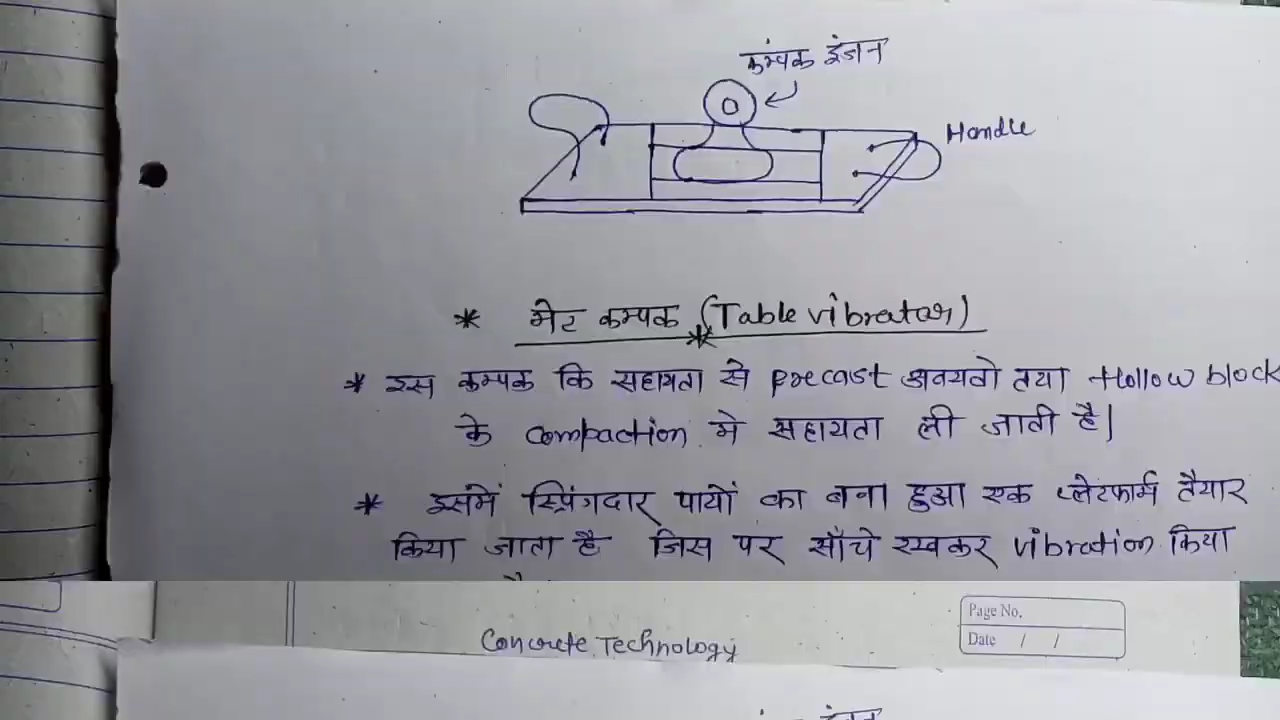 कम्पक इंजन
Handle
* मेट कम्पक (Table vibrator)
* इस कम्पक कि सहायता से precast अवयवो तथा Hollow block
के compaction मे सहायता ली जाती है।
* इसमें स्प्रिंगदार पायों का बना हुआ एक प्लेटफार्म तैयार
किया जाता है जिस पर साँचे रखकर vibration किया
Page No.
Date / /
Concrete Technology